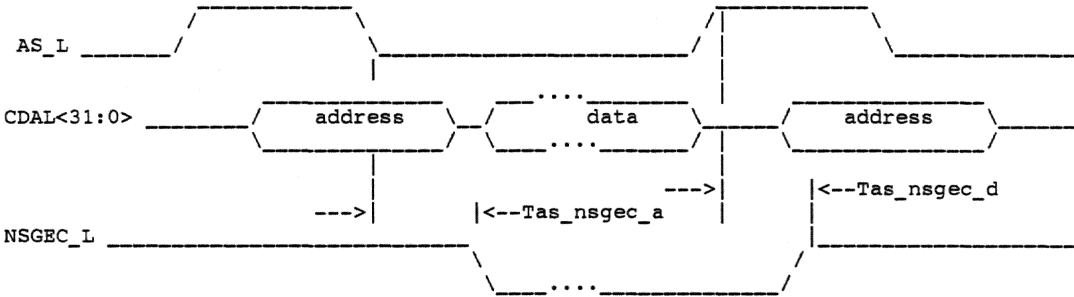 AS_L
CDAL<31:0> address .... data address
....
--->| |<--Tas_nsgec_a --->| |<--Tas_nsgec_d
NSGEC_L
....